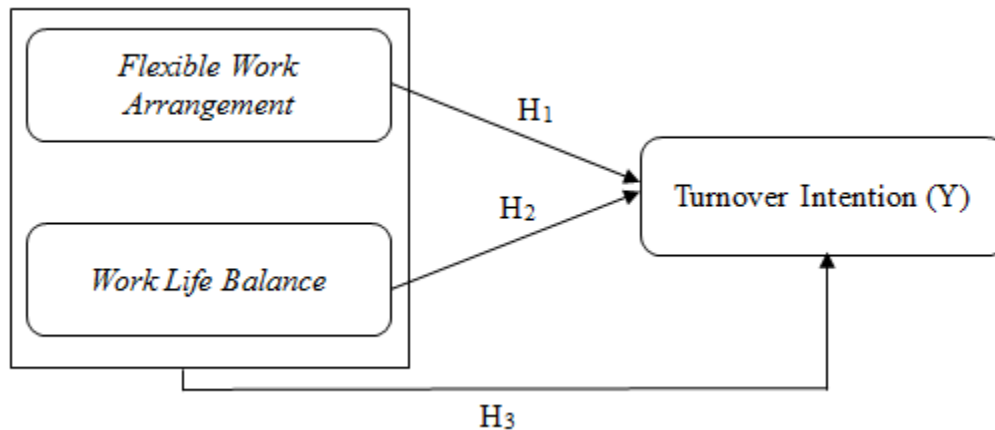 Flexible Work
Arrangement
H1
Turnover Intention (Y)
H2
Work Life Balance
H3